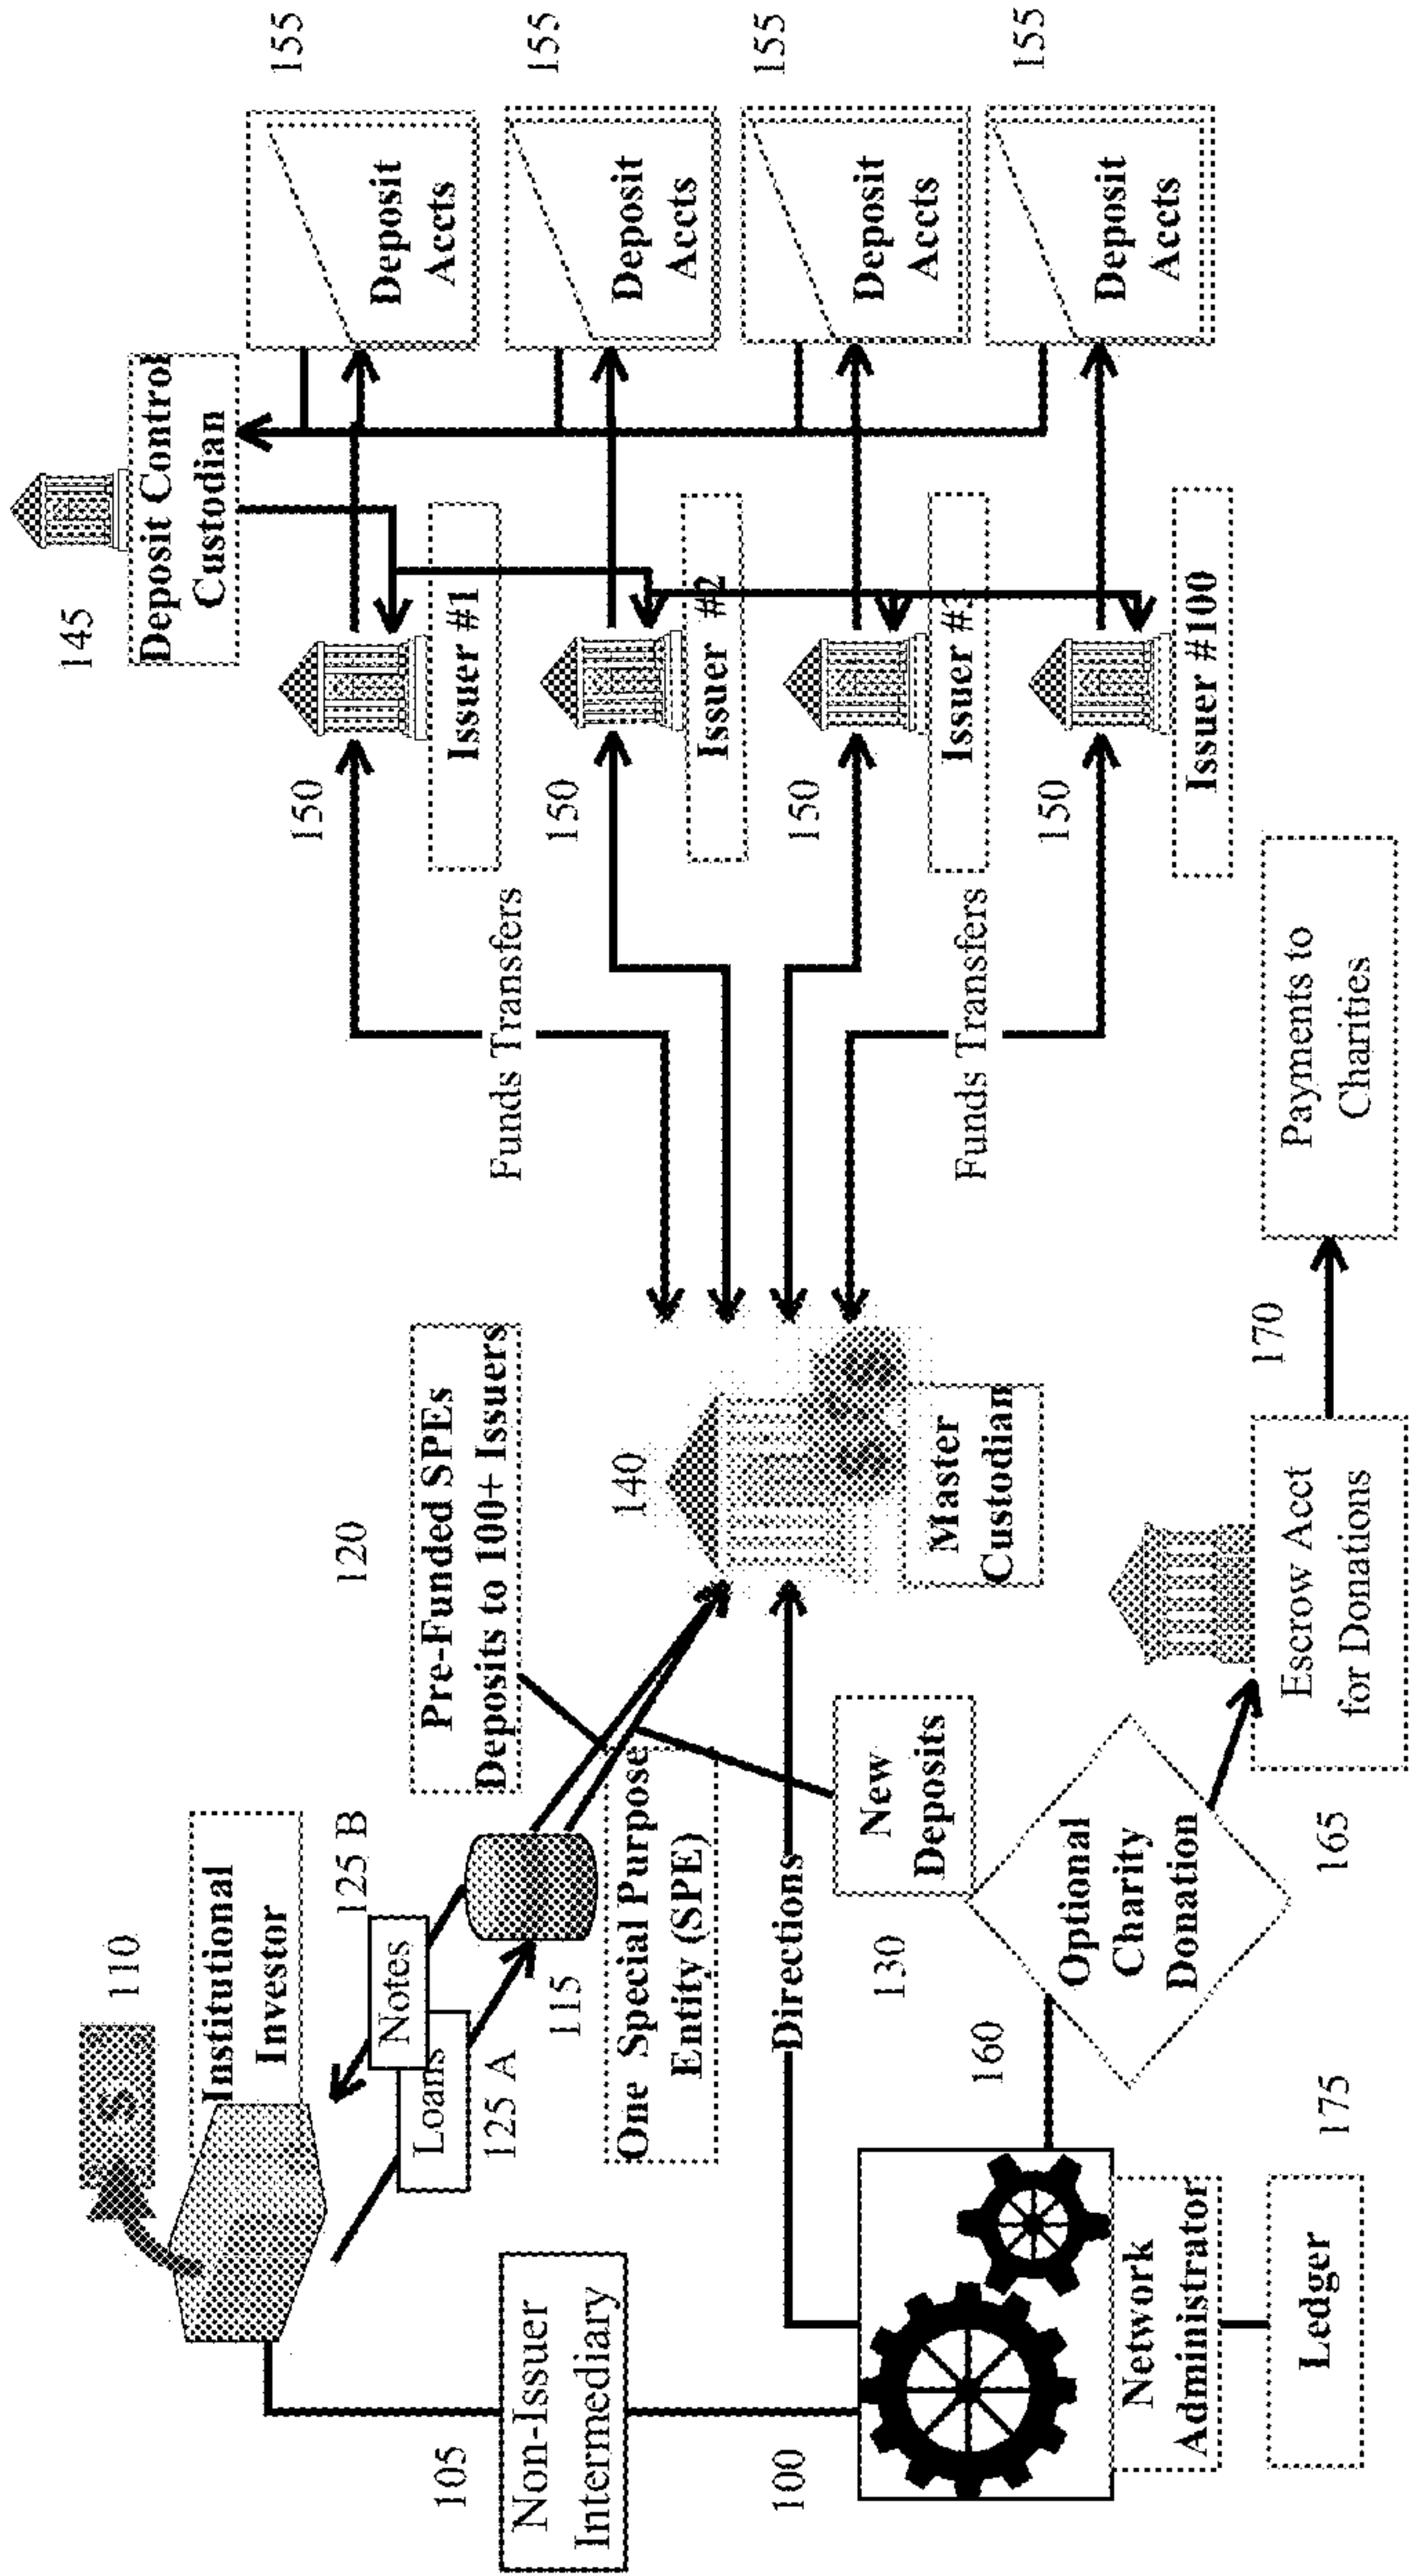 110
Institutional
Investor
125 B
Notes
Loans
125 A
115
One Special Purpose
Entity (SPE)
105
Non-Issuer
Intermediary
120
Pre-Funded SPEs
Deposits to 100+ Issuers
140
Master
Custodian
Directions
130
New
Deposits
100
Network
Administrator
175
Ledger
160
Optional
Charity
Donation
165
Escrow Acct
for Donations
170
Payments to
Charities
Funds Transfers
Funds Transfers
145
Deposit Control
Custodian
150
Issuer #1
150
Issuer #2
150
Issuer #3
150
Issuer #100
155
Deposit
Accts
155
Deposit
Accts
155
Deposit
Accts
155
Deposit
Accts